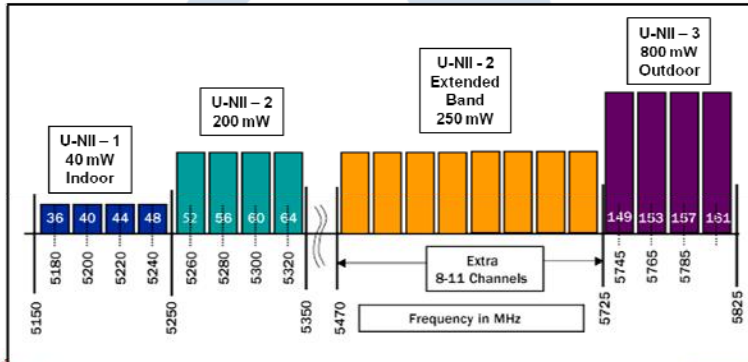 U-NII – 3
800 mW
Outdoor
U-NII - 2
Extended
Band
250 mW
U-NII – 2
200 mW
U-NII – 1
40 mW
Indoor
36 40 44 48 52 56 60 64 149 153 157 161
5180 5200 5220 5240 5260 5280 5300 5320 5745 5765 5785
Extra
8-11 Channels
5150 5250 5350 5470 5725 5825
Frequency in MHz